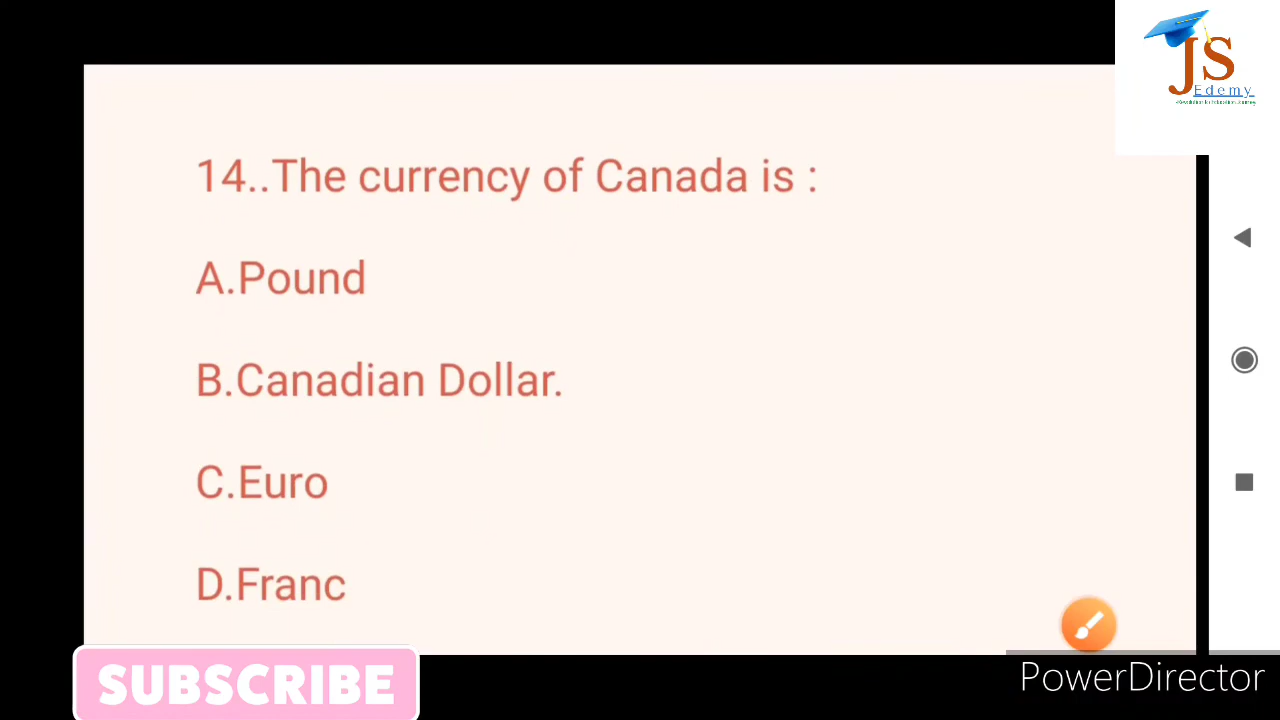 JS
Edemy
14..The currency of Canada is :
A.Pound
B.Canadian Dollar.
C.Euro
D.Franc
SUBSCRIBE
PowerDirector